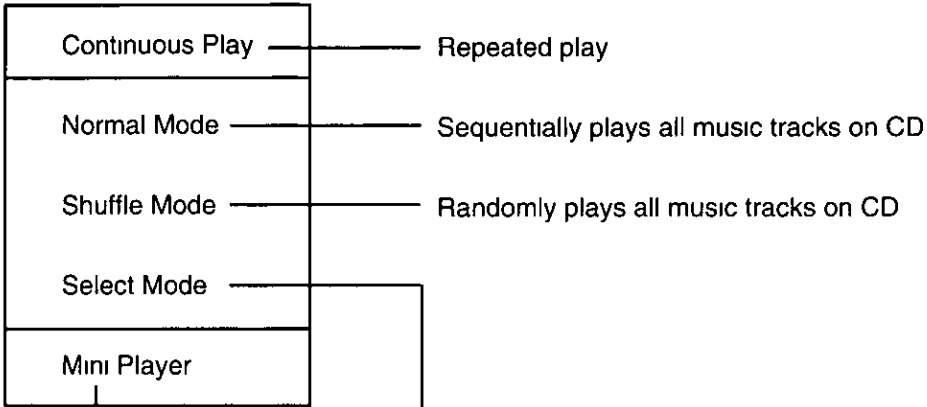 Continuous Play Repeated play
Normal Mode Sequentially plays all music tracks on CD
Shuffle Mode Randomly plays all music tracks on CD
Select Mode
Mini Player